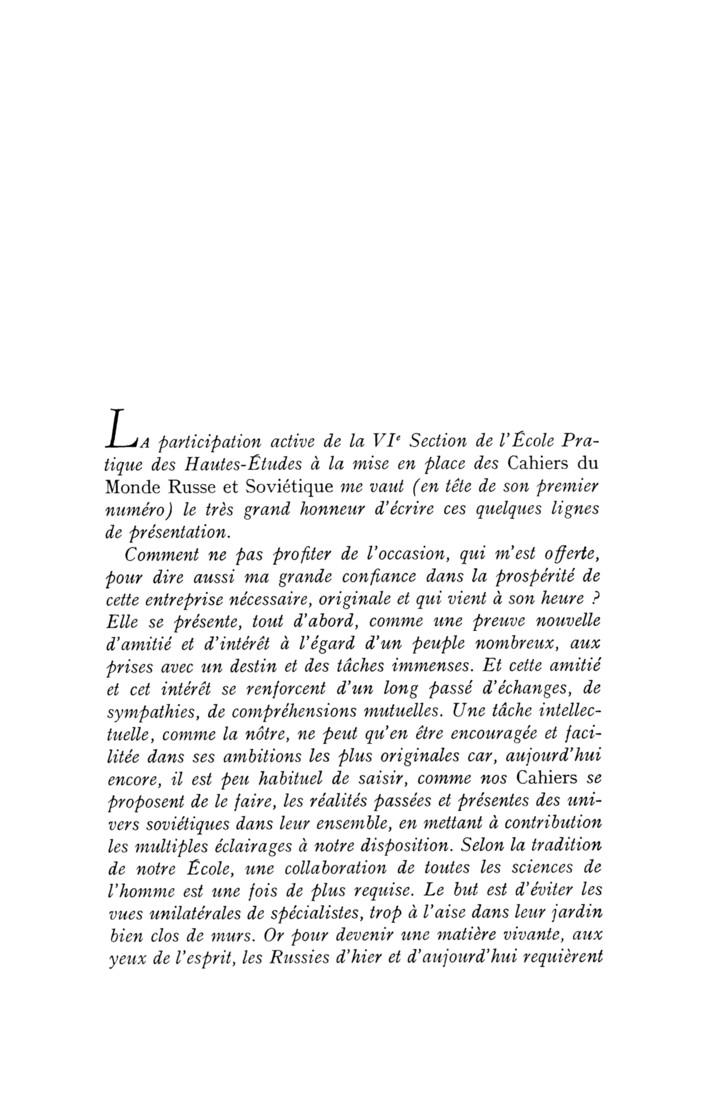 LA participation active de la VIe Section de l'École Pra-
tique des Hautes-Études à la mise en place des Cahiers du
Monde Russe et Soviétique me vaut (en tête de son premier
numéro) le très grand honneur d'écrire ces quelques lignes
de présentation.
Comment ne pas profiter de l'occasion, qui m'est offerte,
pour dire aussi ma grande confiance dans la prospérité de
cette entreprise nécessaire, originale et qui vient à son heure ?
Elle se présente, tout d'abord, comme une preuve nouvelle
d'amitié et d'intérêt à l'égard d'un peuple nombreux, aux
prises avec un destin et des tâches immenses. Et cette amitié
et cet intérêt se renforcent d'un long passé d'échanges, de
sympathies, de compréhensions mutuelles. Une tâche intellec-
tuelle, comme la nôtre, ne peut qu'en être encouragée et faci-
litée dans ses ambitions les plus originales car, aujourd'hui
encore, il est peu habituel de saisir, comme nos Cahiers se
proposent de le faire, les réalités passées et présentes des uni-
vers soviétiques dans leur ensemble, en mettant à contribution
les multiples éclairages à notre disposition. Selon la tradition
de notre École, une collaboration de toutes les sciences de
l'homme est une fois de plus requise. Le but est d'éviter les
vues unilatérales de spécialistes, trop à l'aise dans leur jardin
bien clos de murs. Or pour devenir une matière vivante, aux
yeux de l'esprit, les Russies d'hier et d'aujourd'hui requièrent